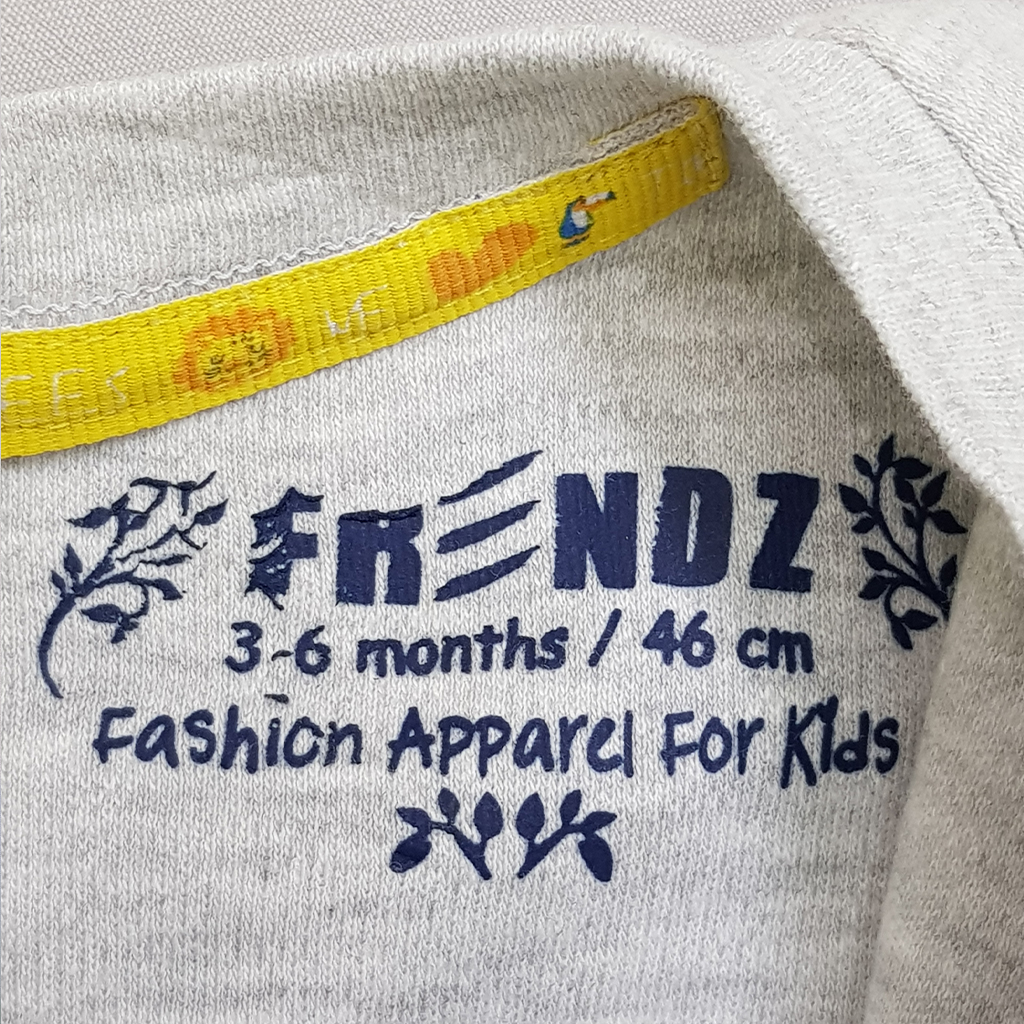 FRENDZ
3-6 months / 46 cm
Fashion Apparel For Kids